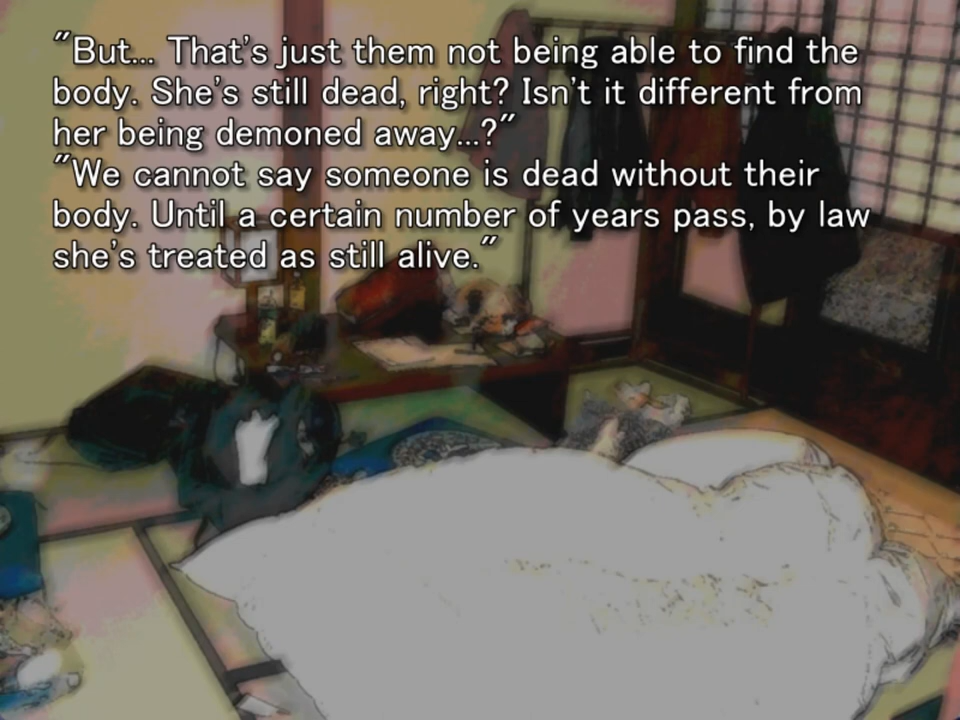 "But... That's just them not being able to find the
body. She's still dead, right? Isn't it different from
her being demoned away...?"
"We cannot say someone is dead without their
body. Until a certain number of years pass, by law
she's treated as still alive."